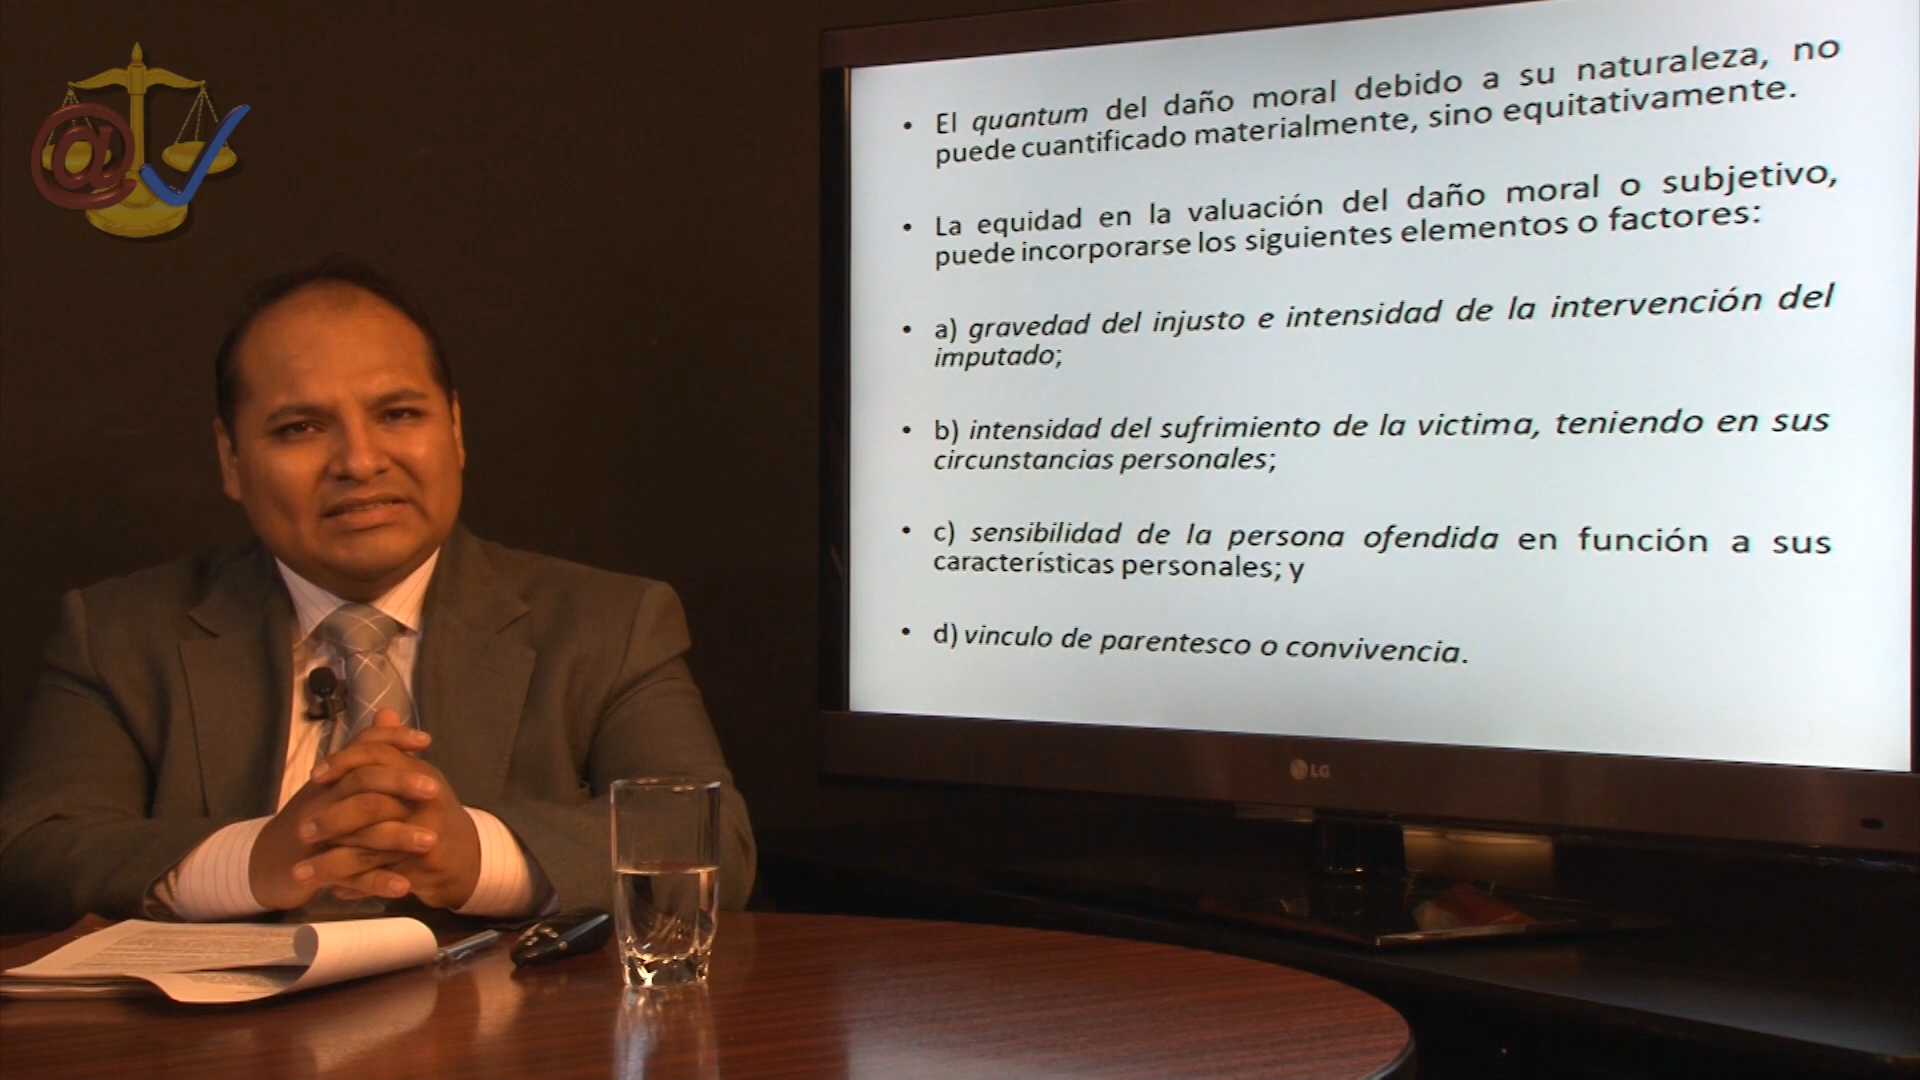 • El quantum del daño moral debido a su naturaleza, no
puede cuantificado materialmente, sino equitativamente.
• La equidad en la valuación del daño moral o subjetivo,
puede incorporarse los siguientes elementos o factores:
• a) gravedad del injusto e intensidad de la intervención del
imputado;
• b) intensidad del sufrimiento de la victima, teniendo en sus
circunstancias personales;
• c) sensibilidad de la persona ofendida en función a sus
características personales; y
• d) vinculo de parentesco o convivencia.
LG
@